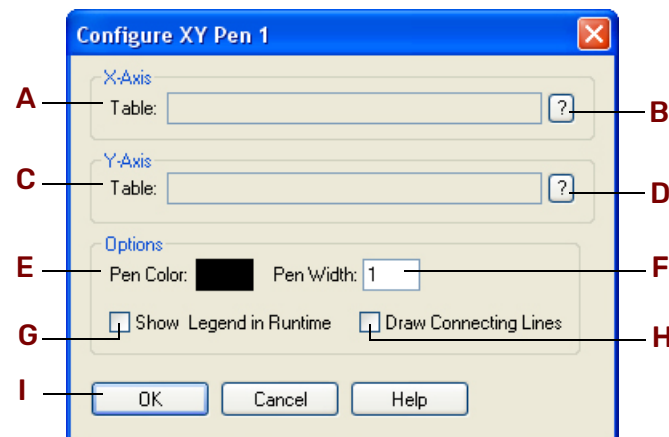 Configure XY Pen 1
X-Axis
A Table: ? B
Y-Axis
C Table: ? D
Options
E Pen Color: Pen Width: 1 F
G Show Legend in Runtime Draw Connecting Lines H
I OK Cancel Help